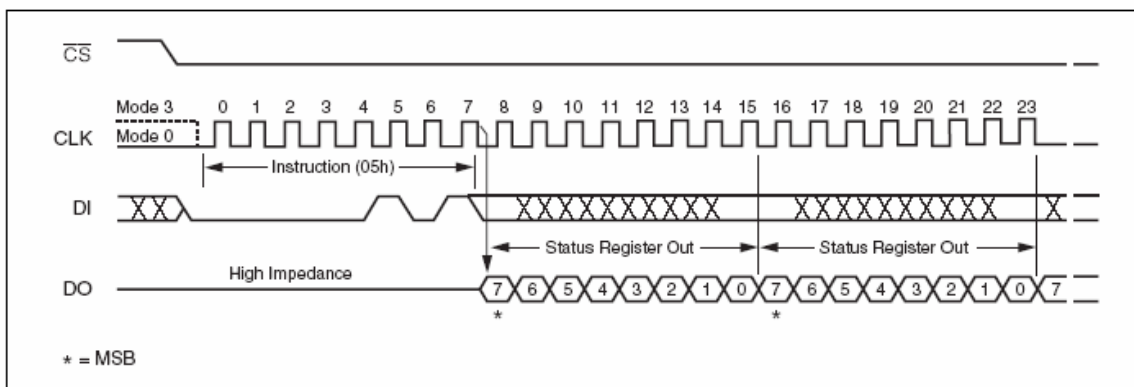 CS
Mode 3 0 1 2 3 4 5 6 7 8 9 10 11 12 13 14 15 16 17 18 19 20 21 22 23
CLK Mode 0
Instruction (05h)
DI
Status Register Out Status Register Out
High Impedance
DO 7 6 5 4 3 2 1 0 7 6 5 4 3 2 1 0 7
* *
* = MSB